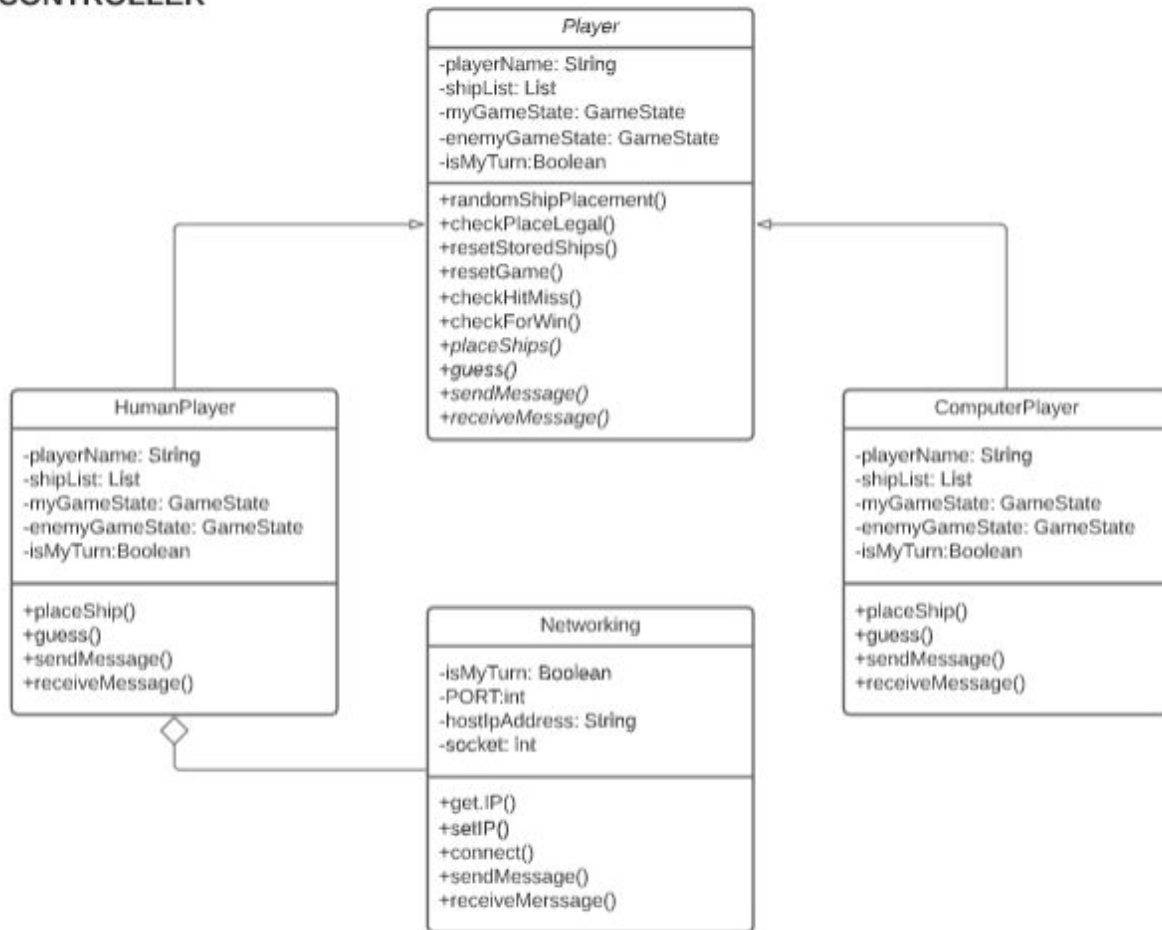 CONTROLLER
Player
-playerName: String
-shipList: List
-myGameState: GameState
-enemyGameState: GameState
-isMyTurn:Boolean
+randomShipPlacement()
+checkPlaceLegal()
+resetStoredShips()
+resetGame()
+checkHitMiss()
+checkForWin()
+placeShips()
+guess()
+sendMessage()
+receiveMessage()
HumanPlayer
-playerName: String
-shipList: List
-myGameState: GameState
-enemyGameState: GameState
-isMyTurn:Boolean
+placeShip()
+guess()
+sendMessage()
+receiveMessage()
ComputerPlayer
-playerName: String
-shipList: List
-myGameState: GameState
-enemyGameState: GameState
-isMyTurn:Boolean
+placeShip()
+guess()
+sendMessage()
+receiveMessage()
Networking
-isMyTurn: Boolean
-PORT:int
-hostIpAddress: String
-socket: int
+get.IP()
+setIP()
+connect()
+sendMessage()
+receiveMerssage()